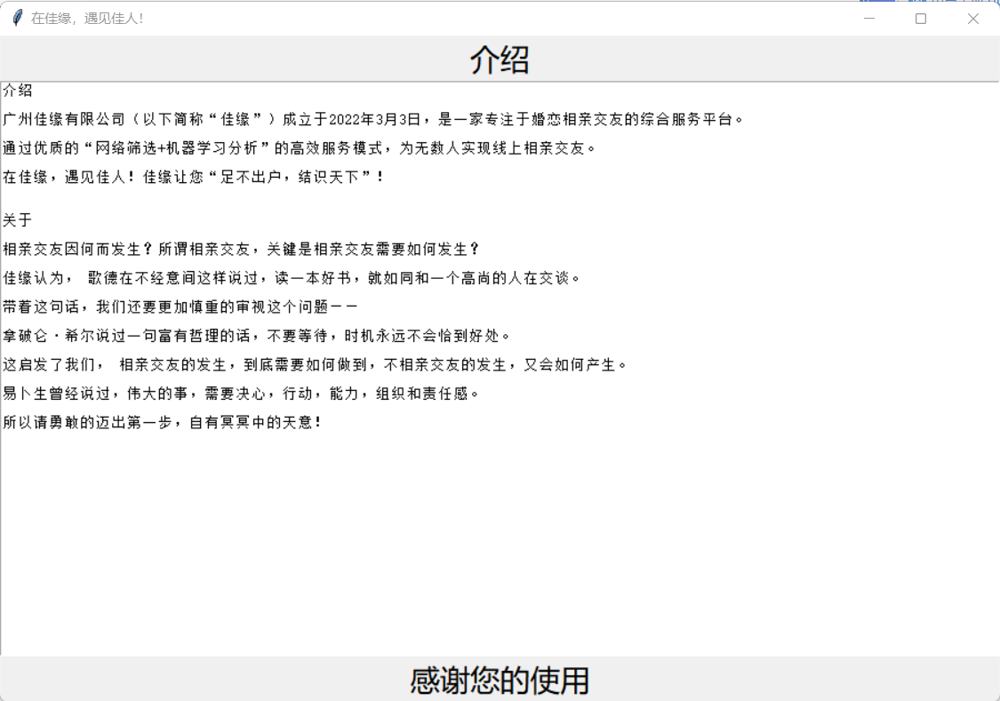 在佳缘，遇见佳人！
介绍
介绍
广州佳缘有限公司（以下简称“佳缘”）成立于2022年3月3日，是一家专注于婚恋相亲交友的综合服务平台。
通过优质的“网络筛选+机器学习分析”的高效服务模式，为无数人实现线上相亲交友。
在佳缘，遇见佳人！佳缘让您“足不出户，结识天下”！
关于
相亲交友因何而发生？所谓相亲交友，关键是相亲交友需要如何发生？
佳缘认为， 歌德在不经意间这样说过，读一本好书，就如同和一个高尚的人在交谈。
带着这句话，我们还要更加慎重的审视这个问题——
拿破仑·希尔说过一句富有哲理的话，不要等待，时机永远不会恰到好处。
这启发了我们， 相亲交友的发生，到底需要如何做到，不相亲交友的发生，又会如何产生。
易卜生曾经说过，伟大的事，需要决心，行动，能力，组织和责任感。
所以请勇敢的迈出第一步，自有冥冥中的天意！
感谢您的使用